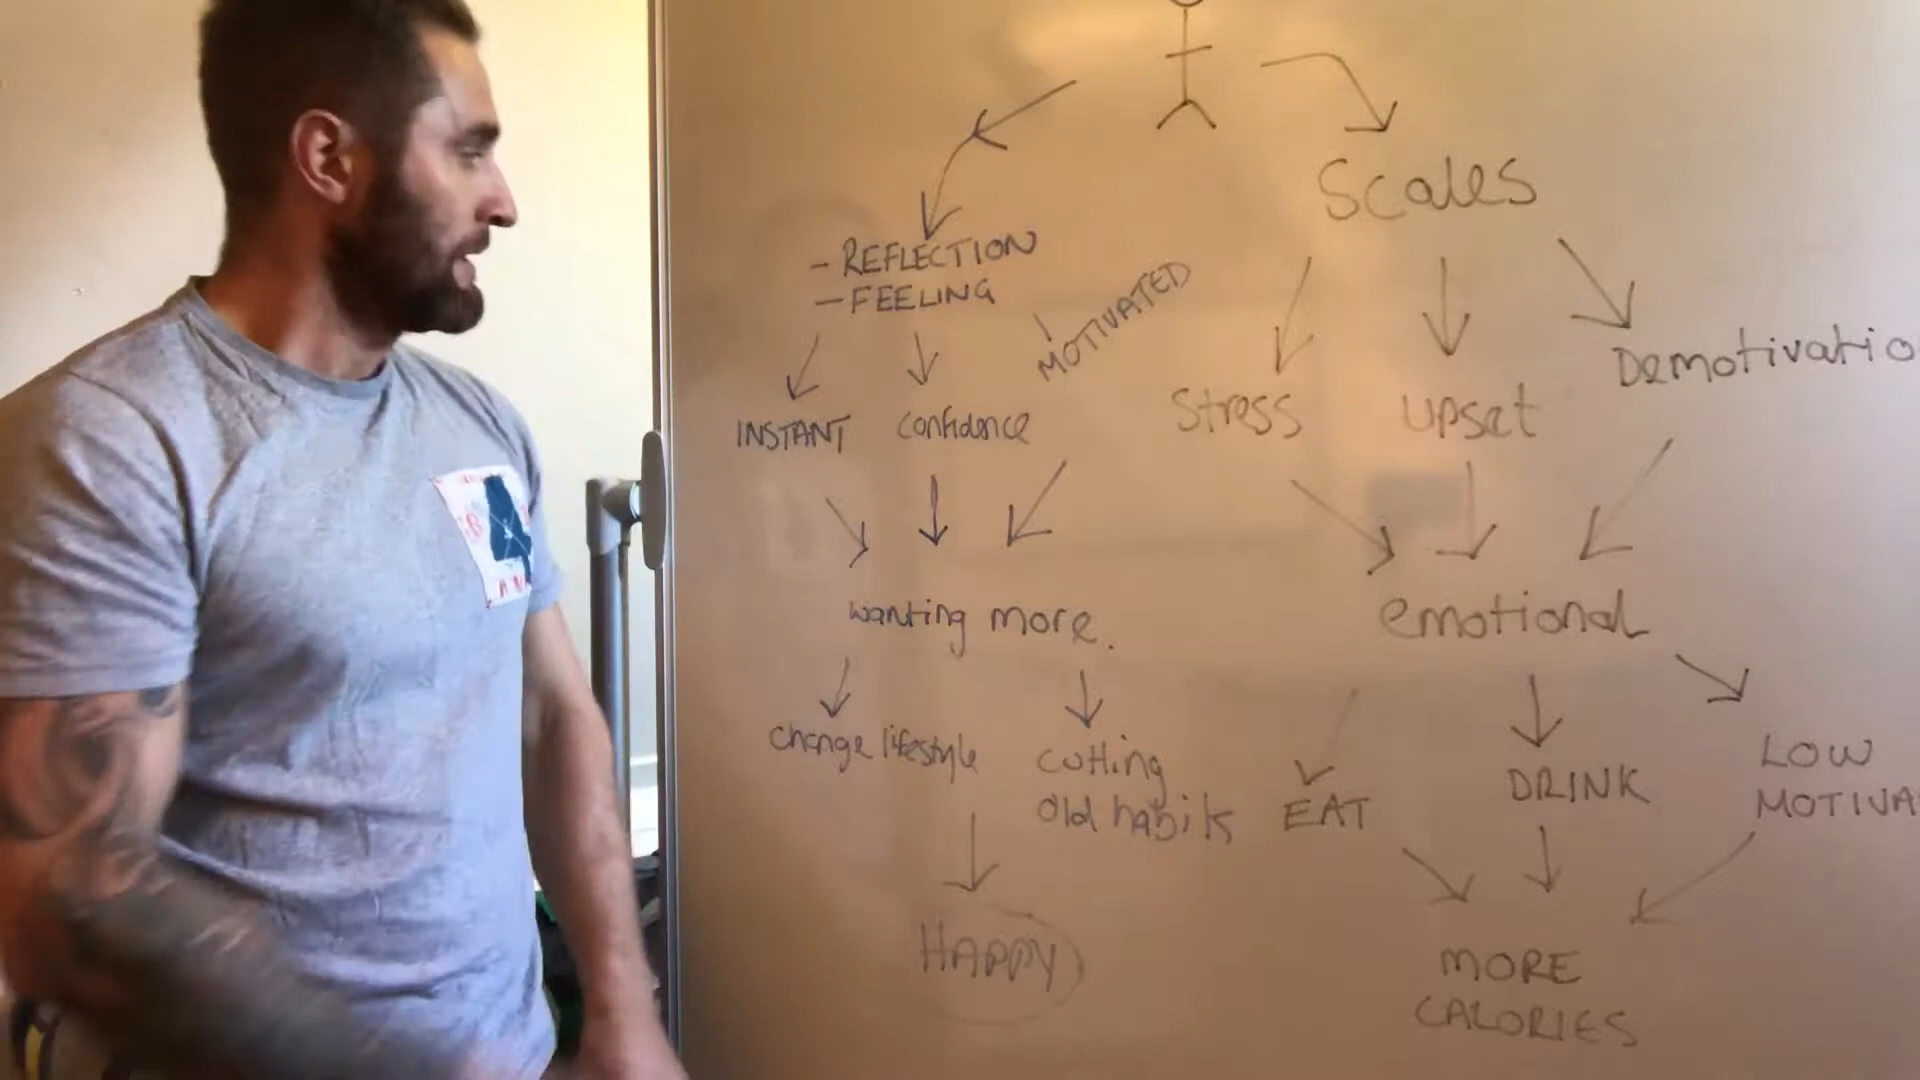 Scales
- REFLECTION
- FEELING
MOTIVATED
Demotivatio
INSTANT
confidence
Stress
upset
wanting more.
emotional
change lifestyle
cutting
old habits
EAT
DRINK
LOW
MOTIVA
HAPPY
MORE
CALORIES